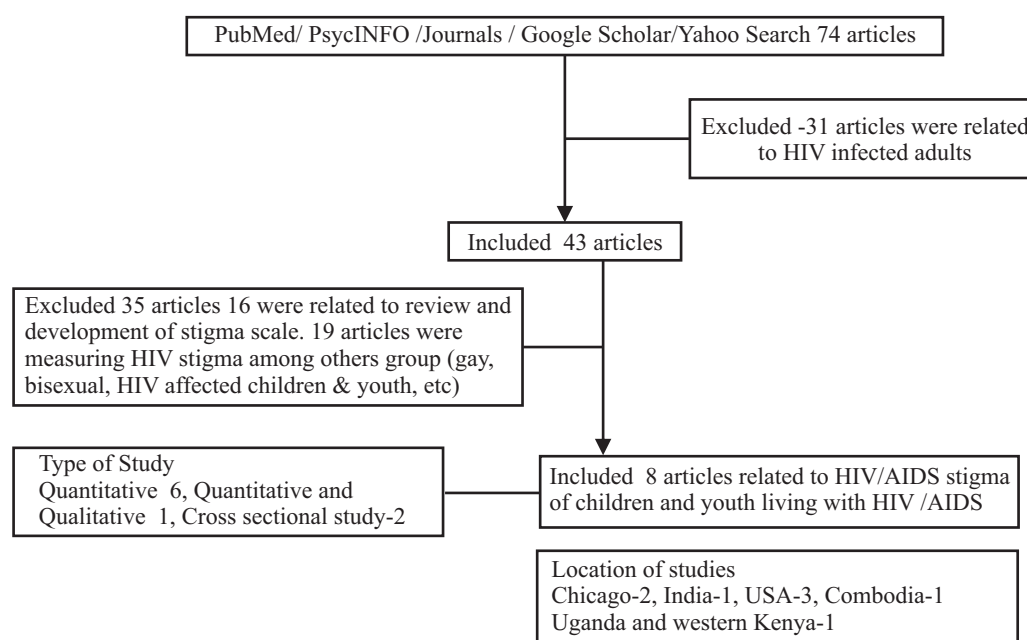 PubMed/ PsycINFO /Journals / Google Scholar/Yahoo Search 74 articles
Excluded -31 articles were related
to HIV infected adults
Included 43 articles
Excluded 35 articles 16 were related to review and
development of stigma scale. 19 articles were
measuring HIV stigma among others group (gay,
bisexual, HIV affected children & youth, etc)
Type of Study
Quantitative 6, Quantitative and
Qualitative 1, Cross sectional study-2
Included 8 articles related to HIV/AIDS stigma
of children and youth living with HIV /AIDS
Location of studies
Chicago-2, India-1, USA-3, Combodia-1
Uganda and western Kenya-1